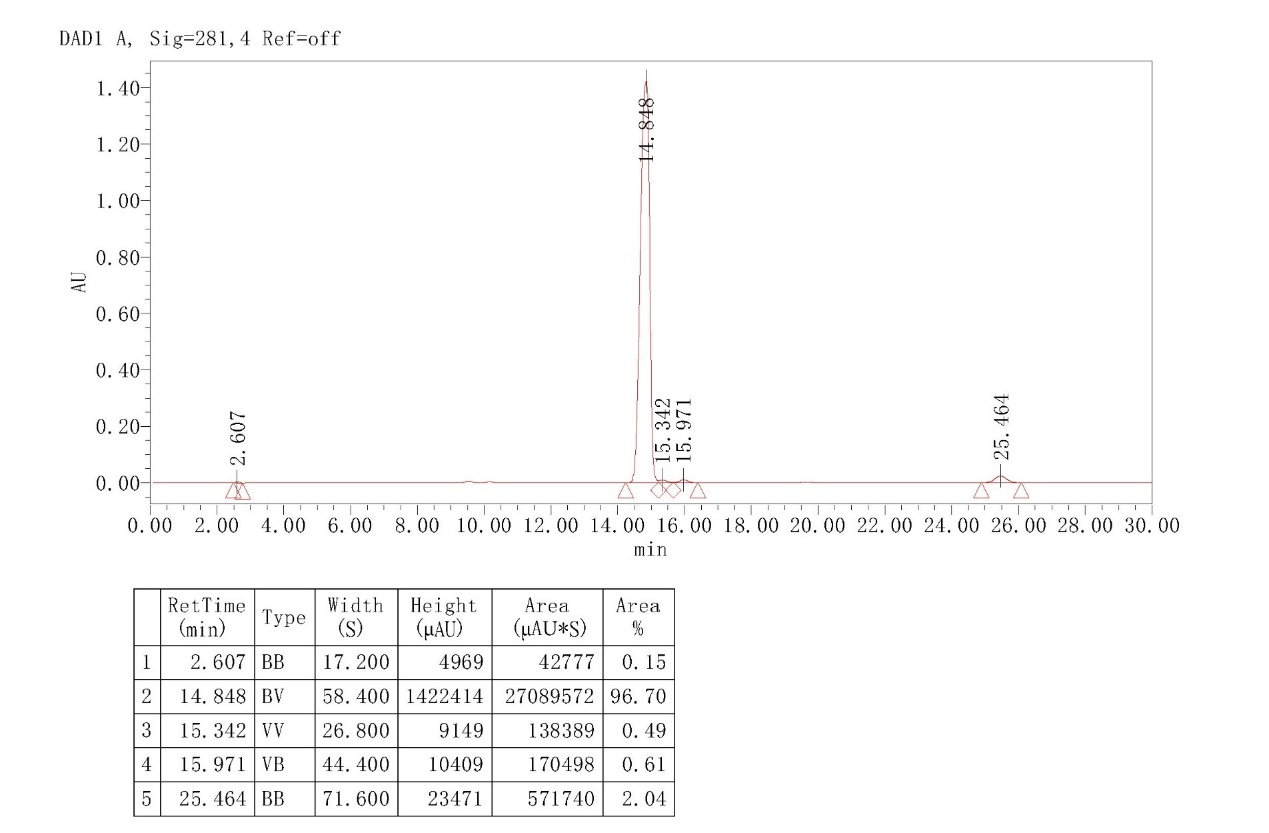 DAD1 A, Sig=281,4 Ref=off
1.40
1.20
1.00
0.80
0.60
0.40
0.20
0.00
AU
2.607
14.848
15.342
15.971
25.464
0.00 2.00 4.00 6.00 8.00 10.00 12.00 14.00 16.00 18.00 20.00 22.00 24.00 26.00 28.00 30.00
min
RetTime (min) Type Width (S) Height (µAU) Area (µAU*S) Area %
1 2.607 BB 17.200 4969 42777 0.15
2 14.848 BV 58.400 1422414 27089572 96.70
3 15.342 VV 26.800 9149 138389 0.49
4 15.971 VB 44.400 10409 170498 0.61
5 25.464 BB 71.600 23471 571740 2.04